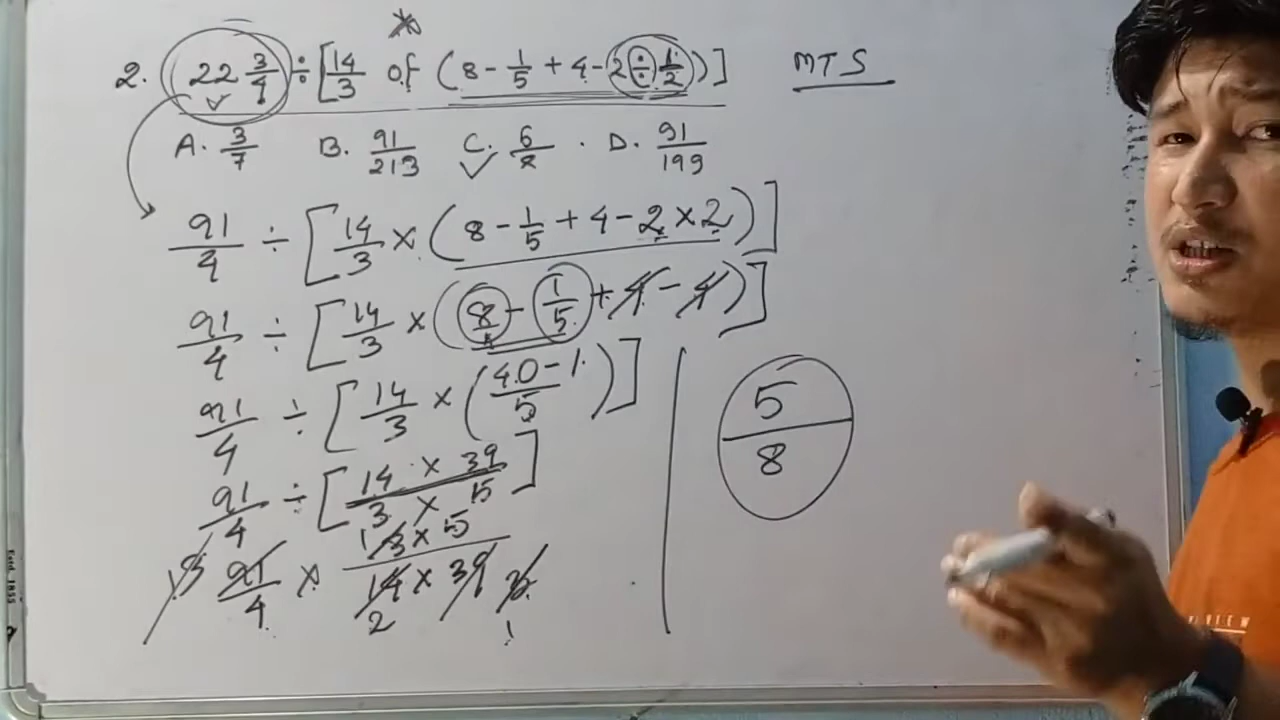 2. 22 3/4 ÷ [14/3 of (8 - 1/5 + 4 - 2 ÷ 1/2)] MTS
A. 3/7 B. 91/213 C. 6/8 . D. 91/199
91/4 ÷ [14/3 × (8 - 1/5 + 4 - 2 × 2)]
91/4 ÷ [14/3 × (8 - 1/5 + 4 - 4)]
91/4 ÷ [14/3 × (40 - 1/5)]
91/4 ÷ [14 × 39/3 × 5]
91/4 × 3 × 5/14 × 39
2
1
5/8